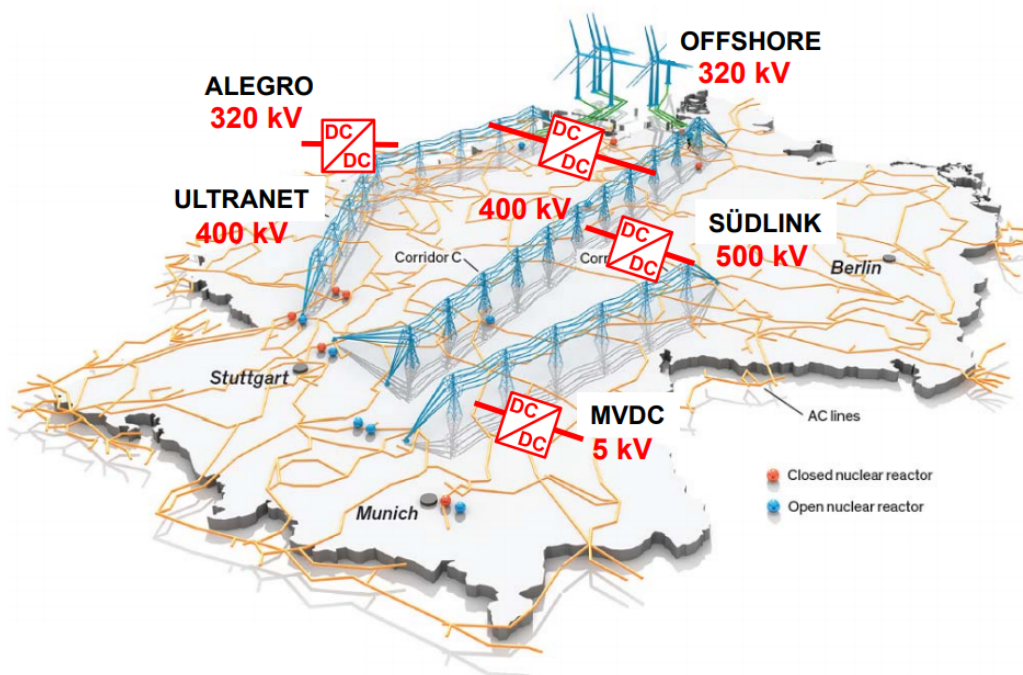 OFFSHORE
320 kV
ALEGRO
320 kV
DC
DC
DC
DC
ULTRANET
400 kV
400 kV
DC
DC
SÜDLINK
500 kV
Corridor C
Berlin
Stuttgart
DC
DC
MVDC
5 kV
AC lines
Closed nuclear reactor
Open nuclear reactor
Munich